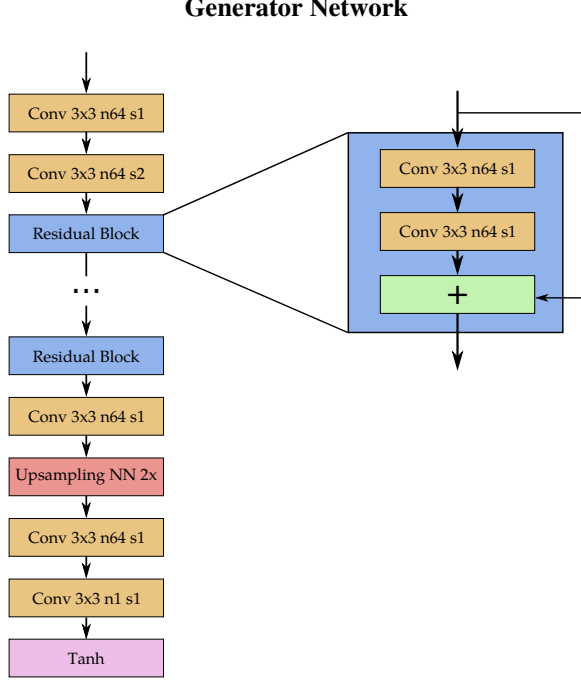 Generator Network
Conv 3x3 n64 s1
Conv 3x3 n64 s2
Residual Block
...
Residual Block
Conv 3x3 n64 s1
Upsampling NN 2x
Conv 3x3 n64 s1
Conv 3x3 n1 s1
Tanh
Conv 3x3 n64 s1
Conv 3x3 n64 s1
+